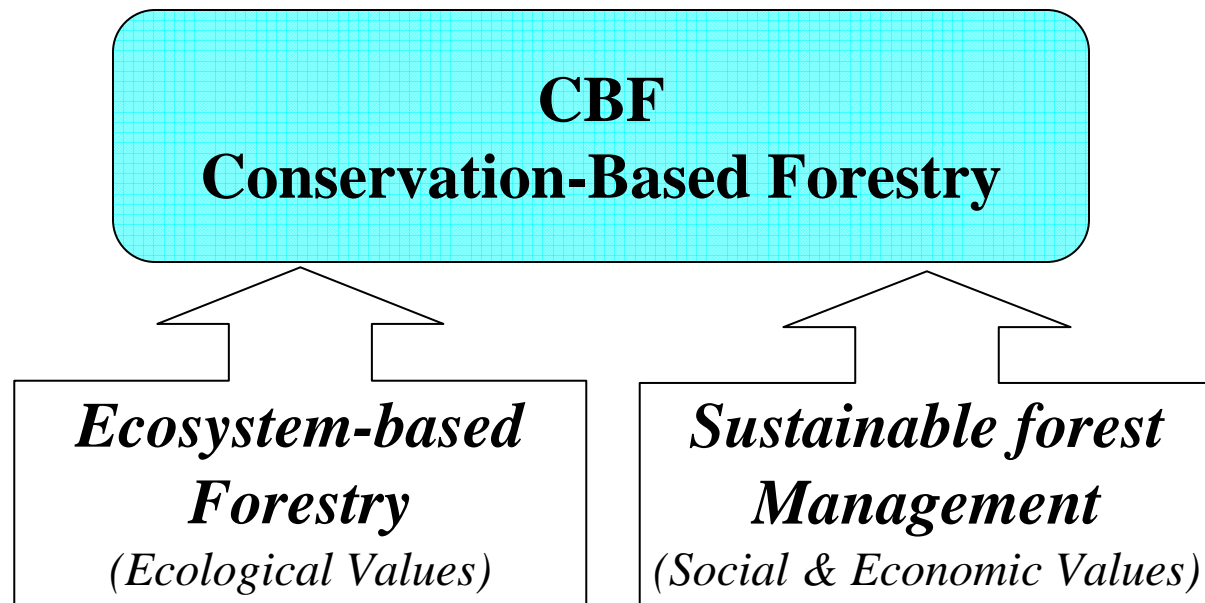 CBF
Conservation-Based Forestry
Ecosystem-based
Forestry
(Ecological Values)
Sustainable forest
Management
(Social & Economic Values)